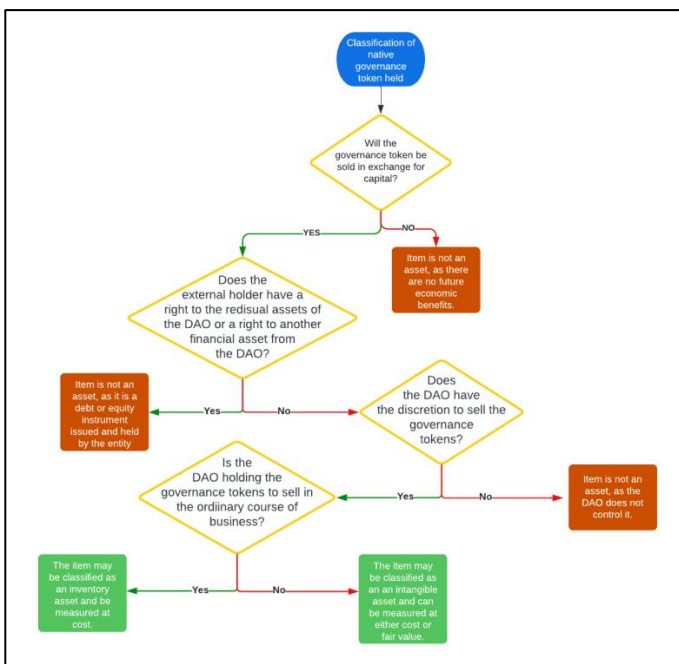 Classification of
native
governance
token held
Will the
governance token be
sold in exchange for
capital?
YES
NO
Item is not an
asset, as there
are no future
economic
benefits.
Does the
external holder have a
right to the redisual assets of
the DAO or a right to another
financial asset from
the DAO?
Yes
No
Item is not an
asset, as it is a
debt or equity
instrument
issued and held
by the entity
Does
the DAO have
the discretion to sell the
governance
tokens?
Yes
No
Item is not an
asset, as the
DAO does not
control it.
Is the
DAO holding the
governance tokens to sell in
the ordiinary course of
business?
Yes
No
The item may
be classified as
an inventory
asset and be
measured at
cost.
The item may
be classified as
an an intangible
asset and can
be measured at
either cost or
fair value.